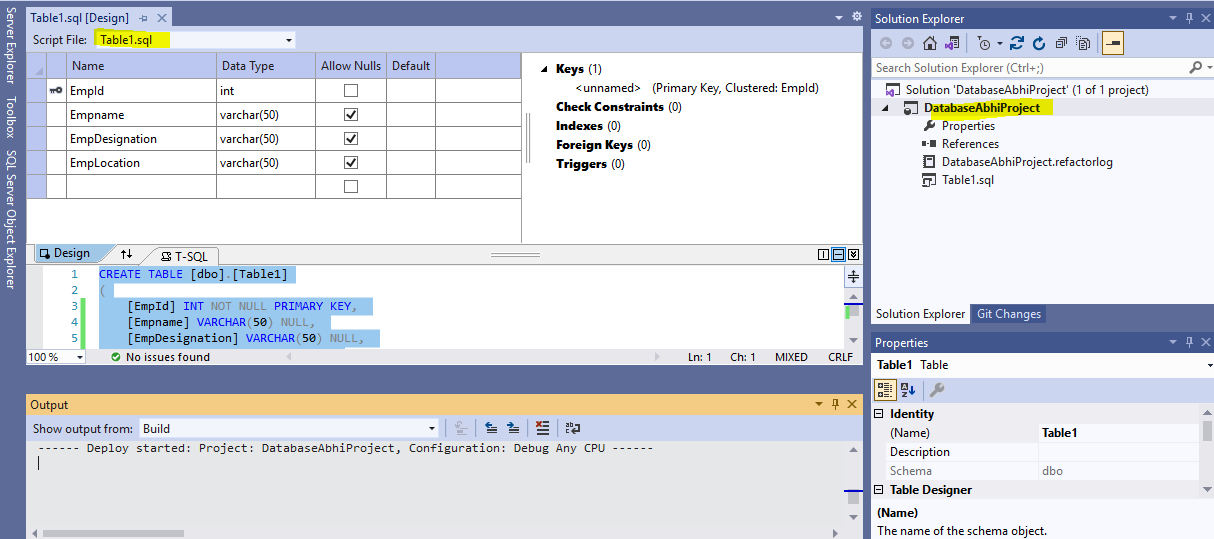 Server Explorer
Toolbox
SQL Server Object Explorer
Table1.sql [Design]
Script File: Table1.sql
Name Data Type Allow Nulls Default
EmpId int
Empname varchar(50)
EmpDesignation varchar(50)
EmpLocation varchar(50)
Keys (1)
<unnamed> (Primary Key, Clustered: EmpId)
Check Constraints (0)
Indexes (0)
Foreign Keys (0)
Triggers (0)
Design T-SQL
1 CREATE TABLE [dbo].[Table1]
2 (
3 [EmpId] INT NOT NULL PRIMARY KEY,
4 [Empname] VARCHAR(50) NULL,
5 [EmpDesignation] VARCHAR(50) NULL,
100 % No issues found Ln: 1 Ch: 1 MIXED CRLF
Output
Show output from: Build
------ Deploy started: Project: DatabaseAbhiProject, Configuration: Debug Any CPU ------
Solution Explorer
Search Solution Explorer (Ctrl+;)
Solution 'DatabaseAbhiProject' (1 of 1 project)
DatabaseAbhiProject
Properties
References
DatabaseAbhiProject.refactorlog
Table1.sql
Solution Explorer Git Changes
Properties
Table1 Table
Identity
(Name) Table1
Description
Schema dbo
Table Designer
(Name)
The name of the schema object.